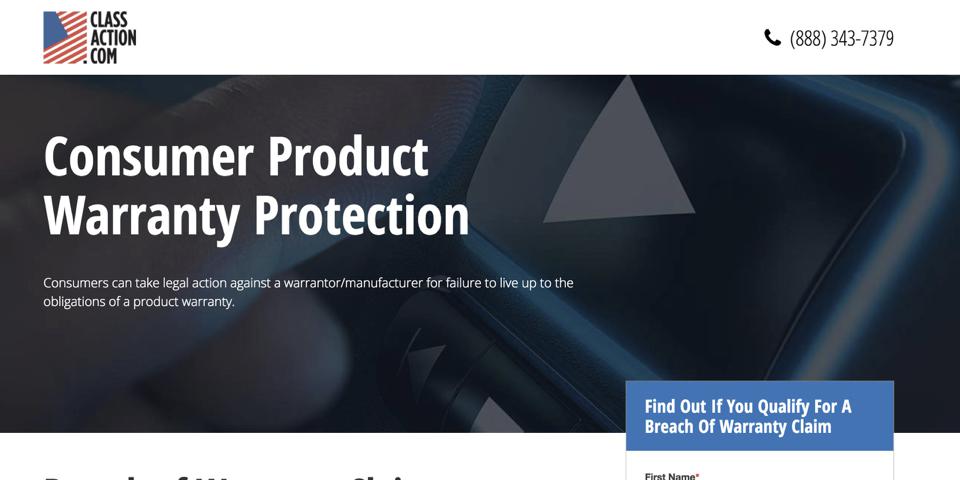 CLASS
ACTION
.COM
(888) 343-7379
Consumer Product
Warranty Protection
Consumers can take legal action against a warrantor/manufacturer for failure to live up to the
obligations of a product warranty.
Find Out If You Qualify For A
Breach Of Warranty Claim
First Name*